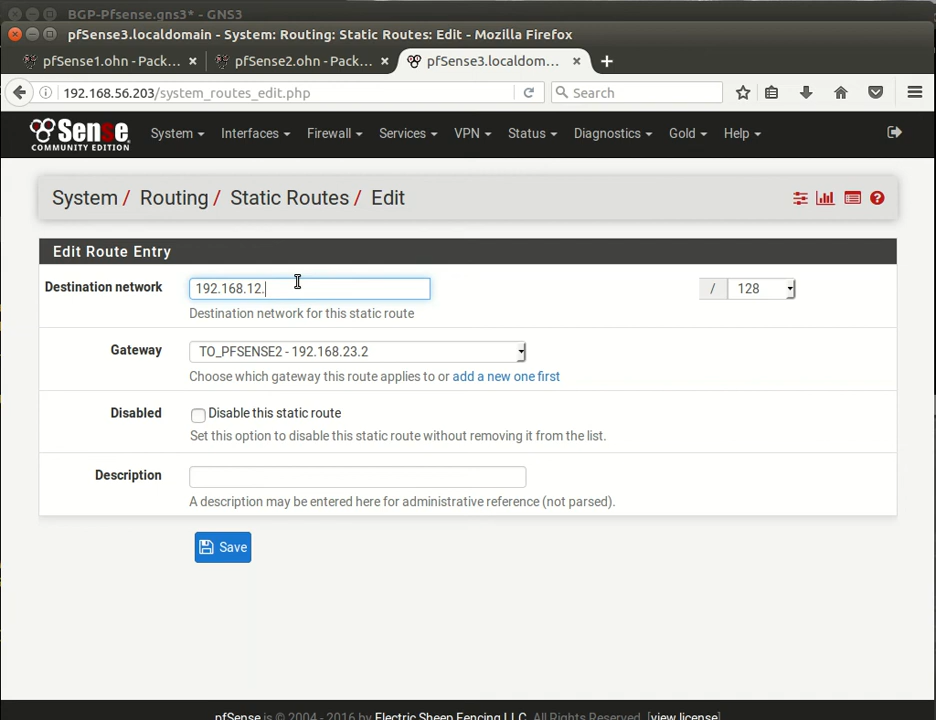 BGP-Pfsense.gns3* - GNS3
pfSense3.localdomain - System: Routing: Static Routes: Edit - Mozilla Firefox
pfSense1.ohn - Pack... × pfSense2.ohn - Pack... × pfSense3.localdom... ×
192.168.56.203/system_routes_edit.php Search
Sense System Interfaces Firewall Services VPN Status Diagnostics Gold Help
COMMUNITY EDITION
System / Routing / Static Routes / Edit
Edit Route Entry
Destination network 192.168.12. / 128
Destination network for this static route
Gateway TO_PFSENSE2 - 192.168.23.2
Choose which gateway this route applies to or add a new one first
Disabled Disable this static route
Set this option to disable this static route without removing it from the list.
Description
A description may be entered here for administrative reference (not parsed).
Save
pfSense is © 2004 - 2016 by Electric Sheep Fencing LLC. All Rights Reserved. [view license]